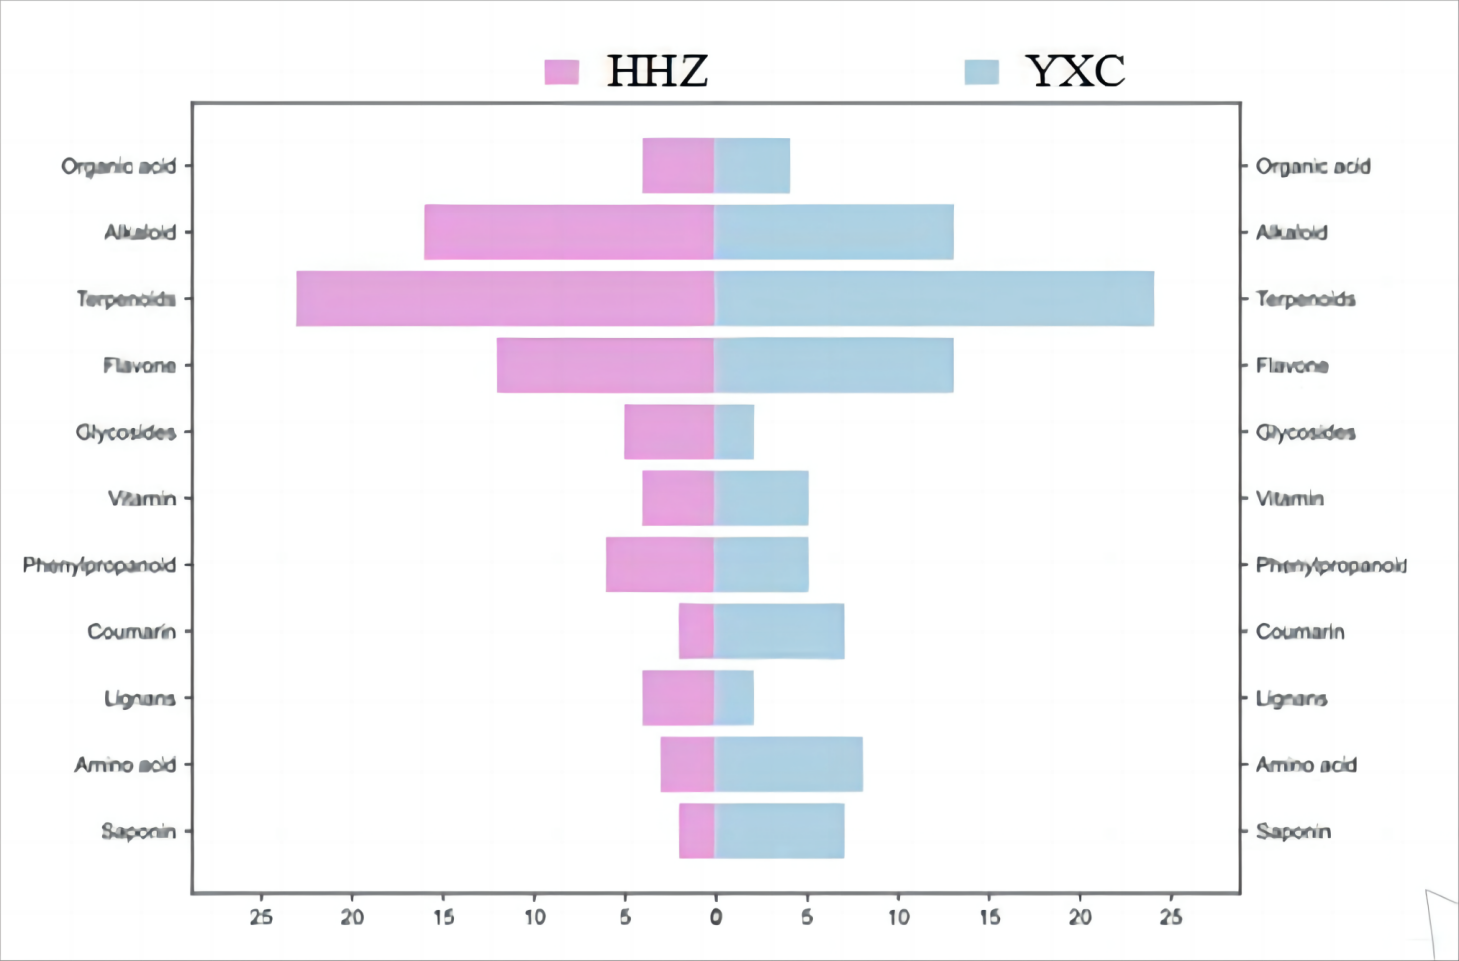 HHZ YXC
Organic acid Organic acid
Alkaloid Alkaloid
Terpenoids Terpenoids
Flavone Flavone
Glycosides Glycosides
Vitamin Vitamin
Phenylpropanoid Phenylpropanoid
Coumarin Coumarin
Lignans Lignans
Amino acid Amino acid
Saponin Saponin
25 20 15 10 5 0 5 10 15 20 25